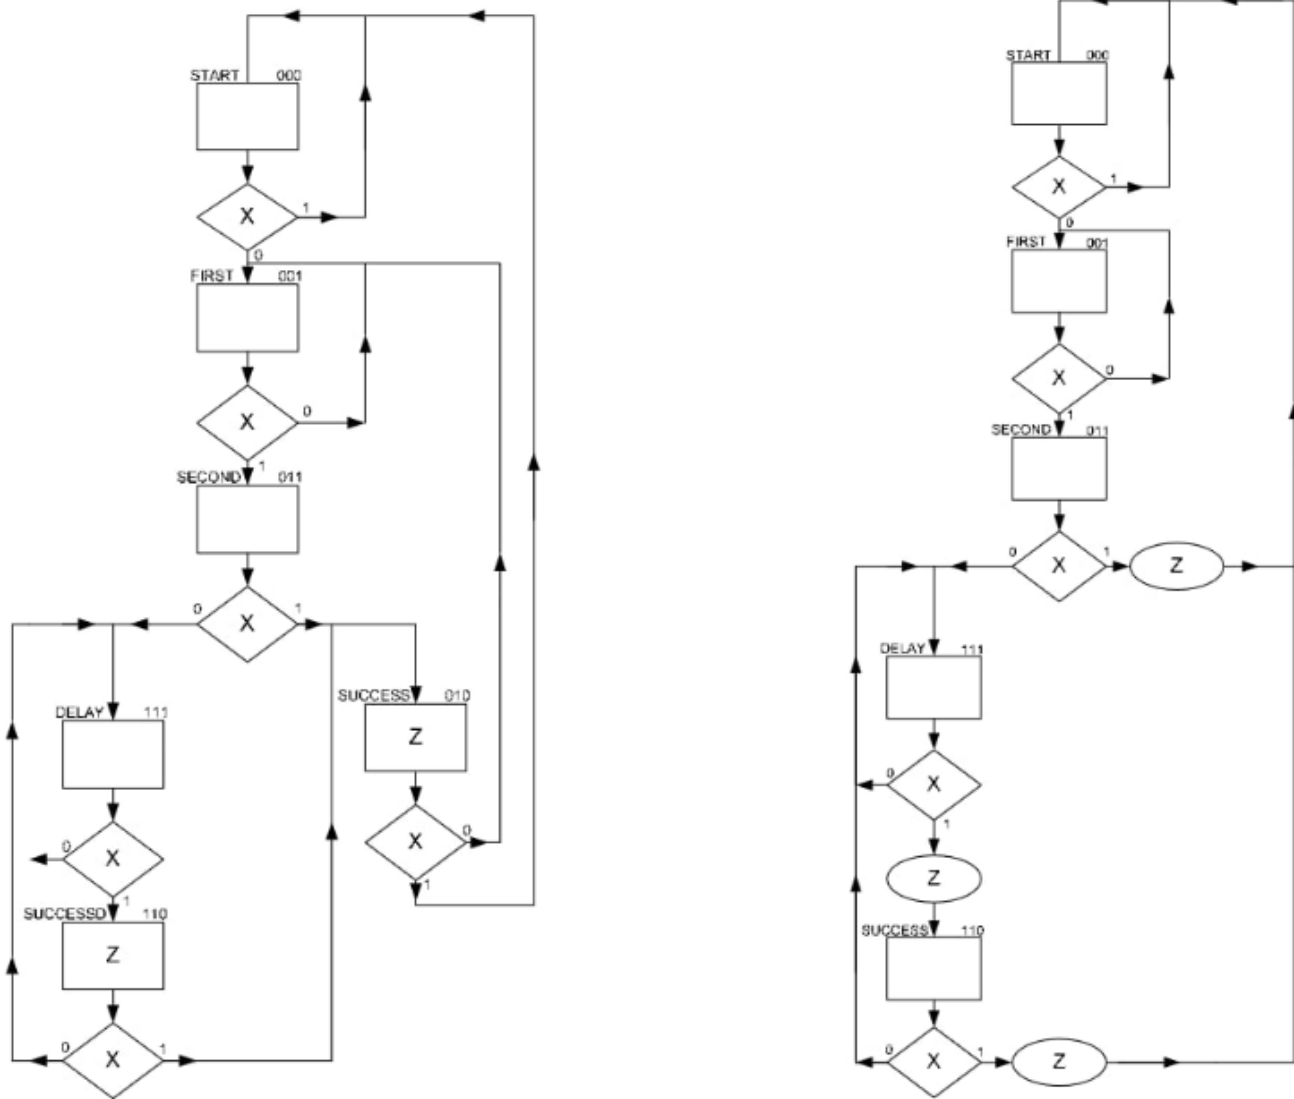 START 000
X 1
0
FIRST 001
X 0
1
SECOND 011
0 X 1
DELAY 111
0 X
1
SUCCESSD 110
Z
0 X 1
SUCCESS 010
Z
X 0
1
START 000
X 1
0
FIRST 001
X 0
1
SECOND 011
0 X 1 Z
DELAY 111
0 X
1
Z
SUCCESS 110
0 X 1 Z